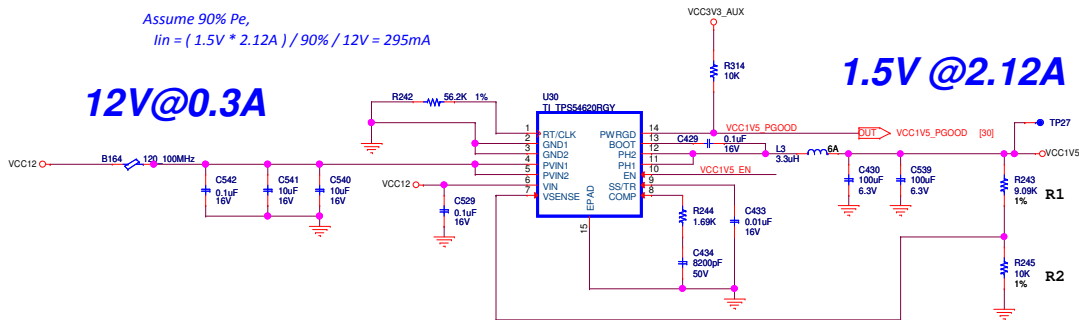 Assume 90% Pe,
Iin = ( 1.5V * 2.12A ) / 90% / 12V = 295mA
12V@0.3A
1.5V @2.12A
VCC3V3_AUX
R314
10K
U30
TI_TPS54620RGY
R242
56.2K
1%
1
2
3
4
5
6
7
RT/CLK
GND1
GND2
PVIN1
PVIN2
VIN
VSENSE
EPAD
15
PWRGD
BOOT
PH2
PH1
EN
SS/TR
COMP
14
13
12
11
10
9
8
VCC1V5_PGOOD
OUT
VCC1V5_PGOOD
[30]
TP27
C429
0.1uF
16V
L3
3.3uH
6A
VCC1V5
VCC1V5_EN
VCC12
B164
120_100MHz
C542
0.1uF
16V
C541
10uF
16V
C540
10uF
16V
VCC12
C529
0.1uF
16V
R244
1.69K
C434
8200pF
50V
C433
0.01uF
16V
C430
100uF
6.3V
C539
100uF
6.3V
R243
9.09K
1%
R1
R245
10K
1%
R2